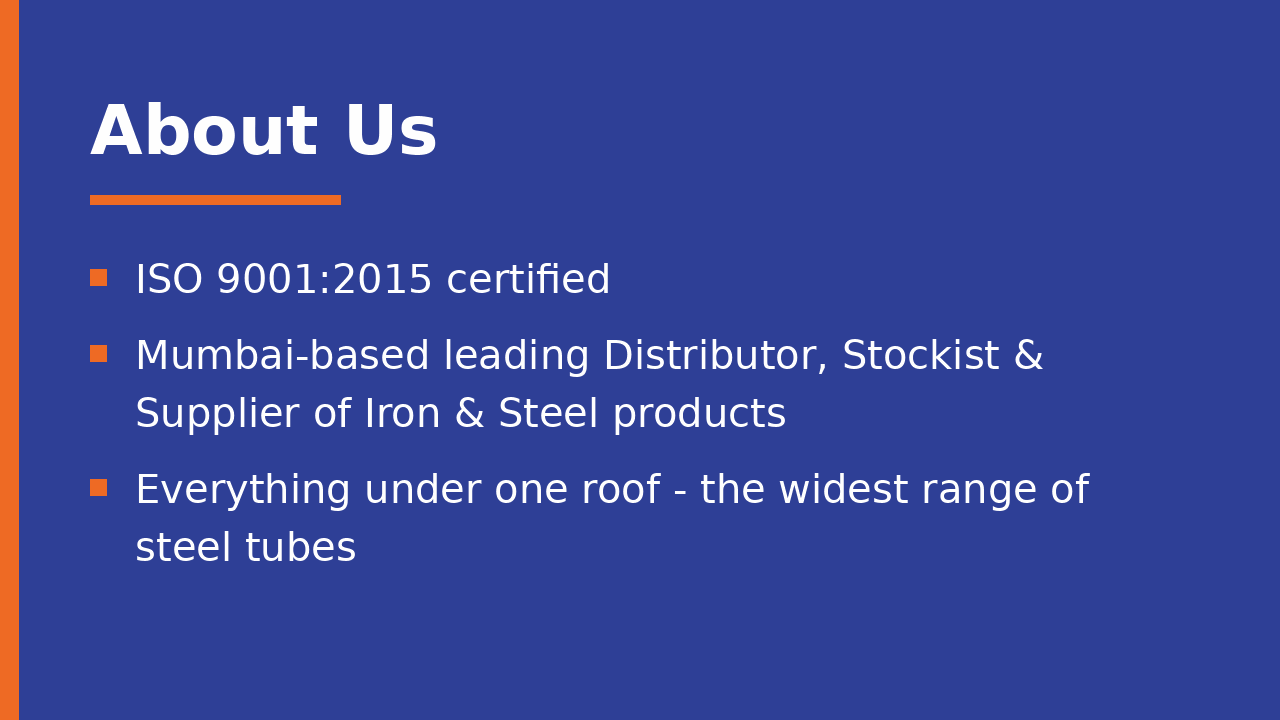 About Us
ISO 9001:2015 certified
Mumbai-based leading Distributor, Stockist &
Supplier of Iron & Steel products
Everything under one roof - the widest range of
steel tubes